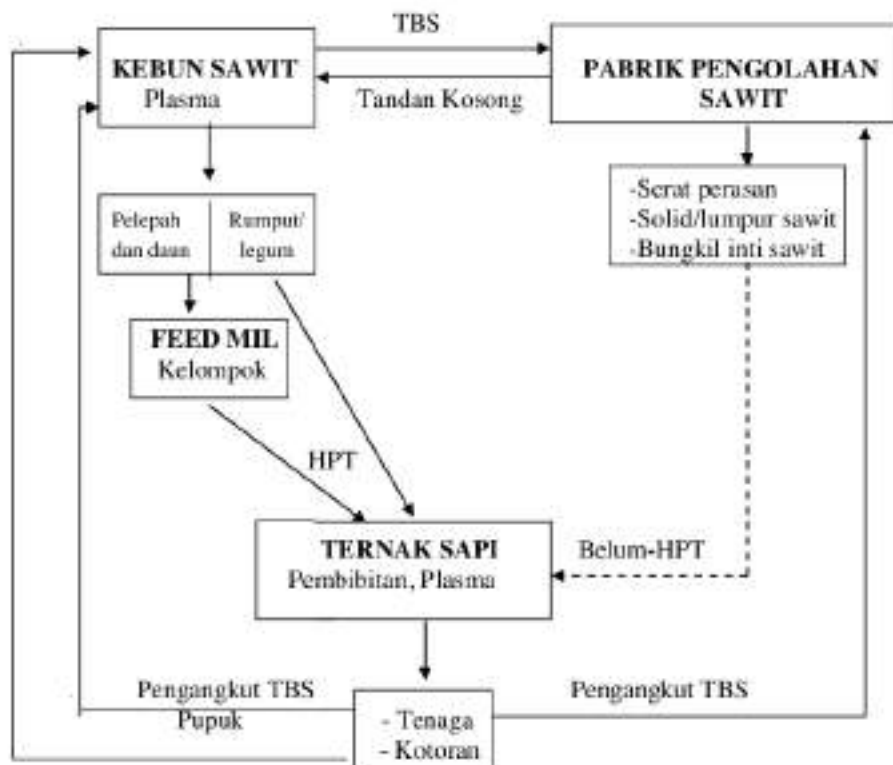 TBS
KEBUN SAWIT
Plasma
Tandan Kosong
PABRIK PENGOLAHAN
SAWIT
Pelepah
dan daun
Rumput/
legum
-Serat perasan
-Solid/lumpur sawit
-Bungkil inti sawit
FEED MIL
Kelompok
HPT
TERNAK SAPI
Pembibitan, Plasma
Belum-HPT
Pengangkut TBS
Pupuk
- Tenaga
- Kotoran
Pengangkut TBS